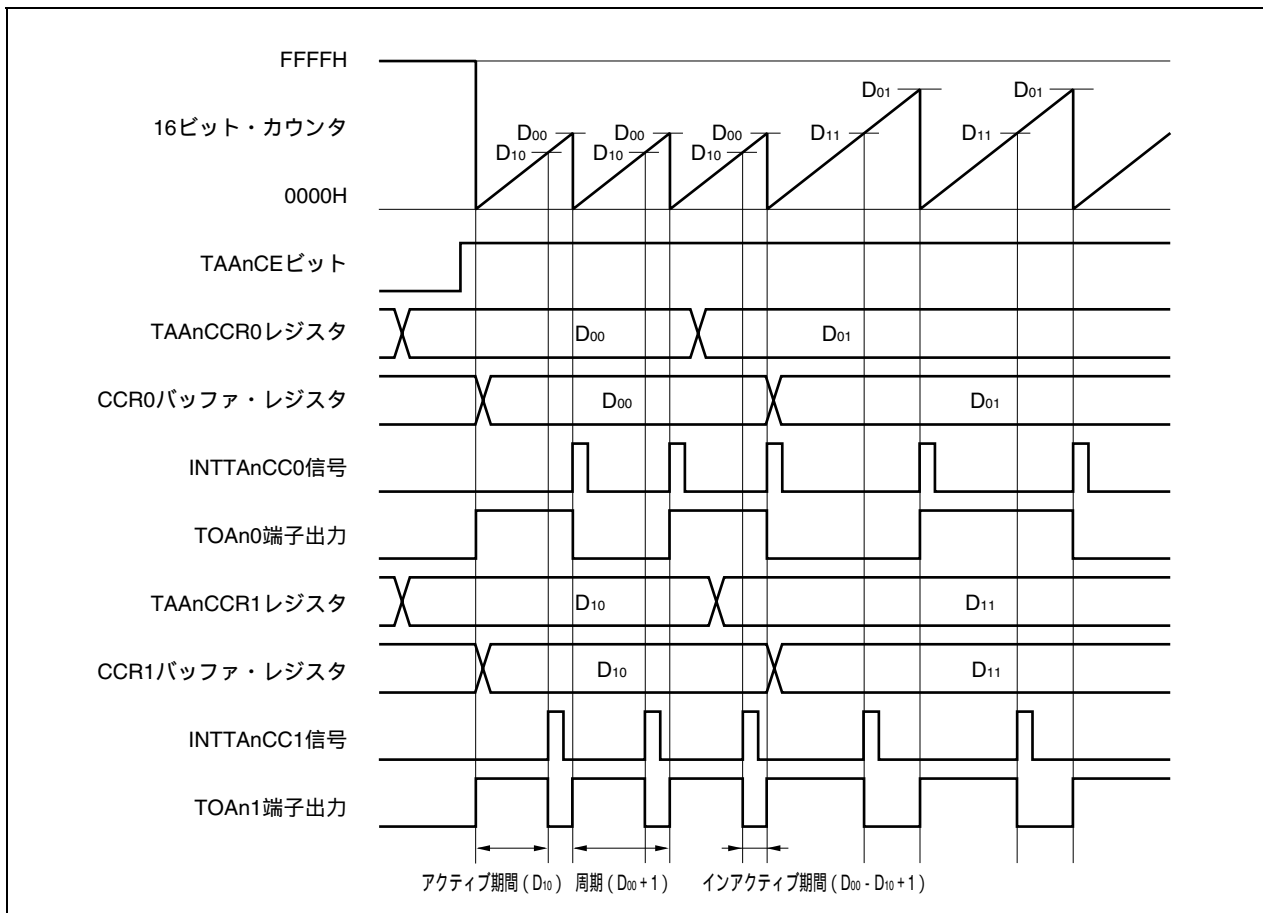 FFFFH
16ビット・カウンタ
0000H
D00 D00 D00 D01 D01
D10 D10 D10 D11 D11
TAAnCEビット
TAAnCCR0レジスタ D00 D01
CCR0バッファ・レジスタ D00 D01
INTTAnCC0信号
TOAn0端子出力
TAAnCCR1レジスタ D10 D11
CCR1バッファ・レジスタ D10 D11
INTTAnCC1信号
TOAn1端子出力
アクティブ期間(D10) 周期(D00+1) インアクティブ期間(D00-D10+1)